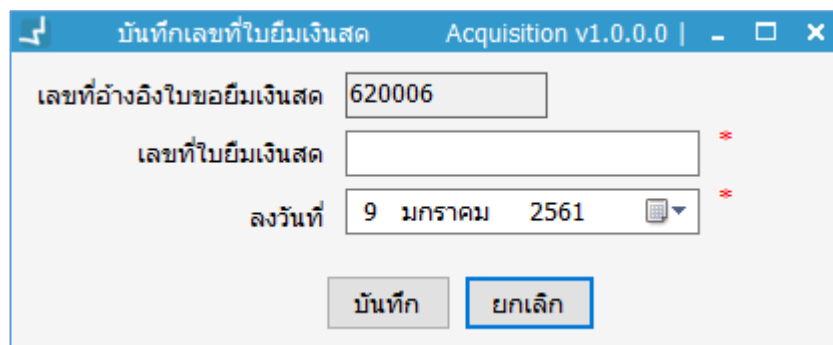 บันทึกเลขที่ใบยืมเงินสด Acquisition v1.0.0.0 |
เลขที่อ้างอิงใบขอยืมเงินสด 620006
เลขที่ใบยืมเงินสด *
ลงวันที่ 9 มกราคม 2561 *
บันทึก ยกเลิก